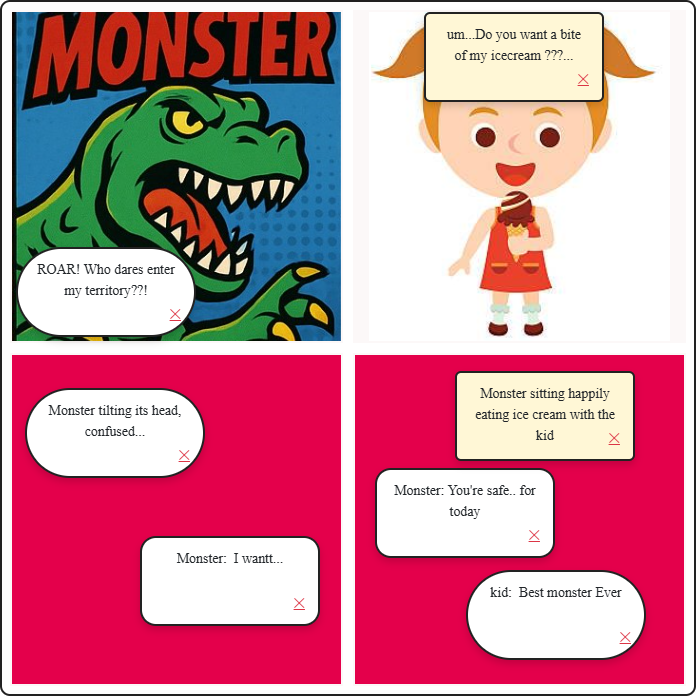 MONSTER
ROAR! Who dares enter
my territory??!
um...Do you want a bite
of my icecream ???...
Monster tilting its head,
confused...
Monster:  I wantt...
Monster sitting happily
eating ice cream with the
kid
Monster: You're safe.. for
today
kid:  Best monster Ever